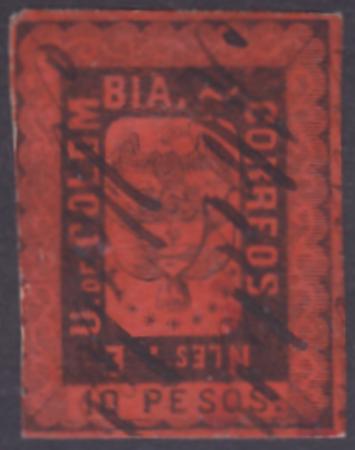 U. DE COLOM
BIA.
CORREOS
NLES
E
10 PESOS.